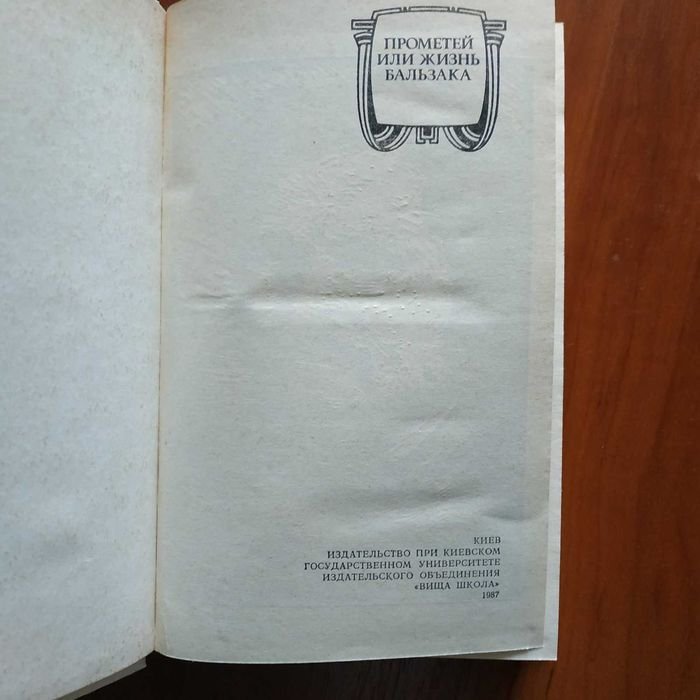 ПРОМЕТЕЙ
ИЛИ ЖИЗНЬ
БАЛЬЗАКА
КИЕВ
ИЗДАТЕЛЬСТВО ПРИ КИЕВСКОМ
ГОСУДАРСТВЕННОМ УНИВЕРСИТЕТЕ
ИЗДАТЕЛЬСКОГО ОБЪЕДИНЕНИЯ
«ВИЩА ШКОЛА»
1987